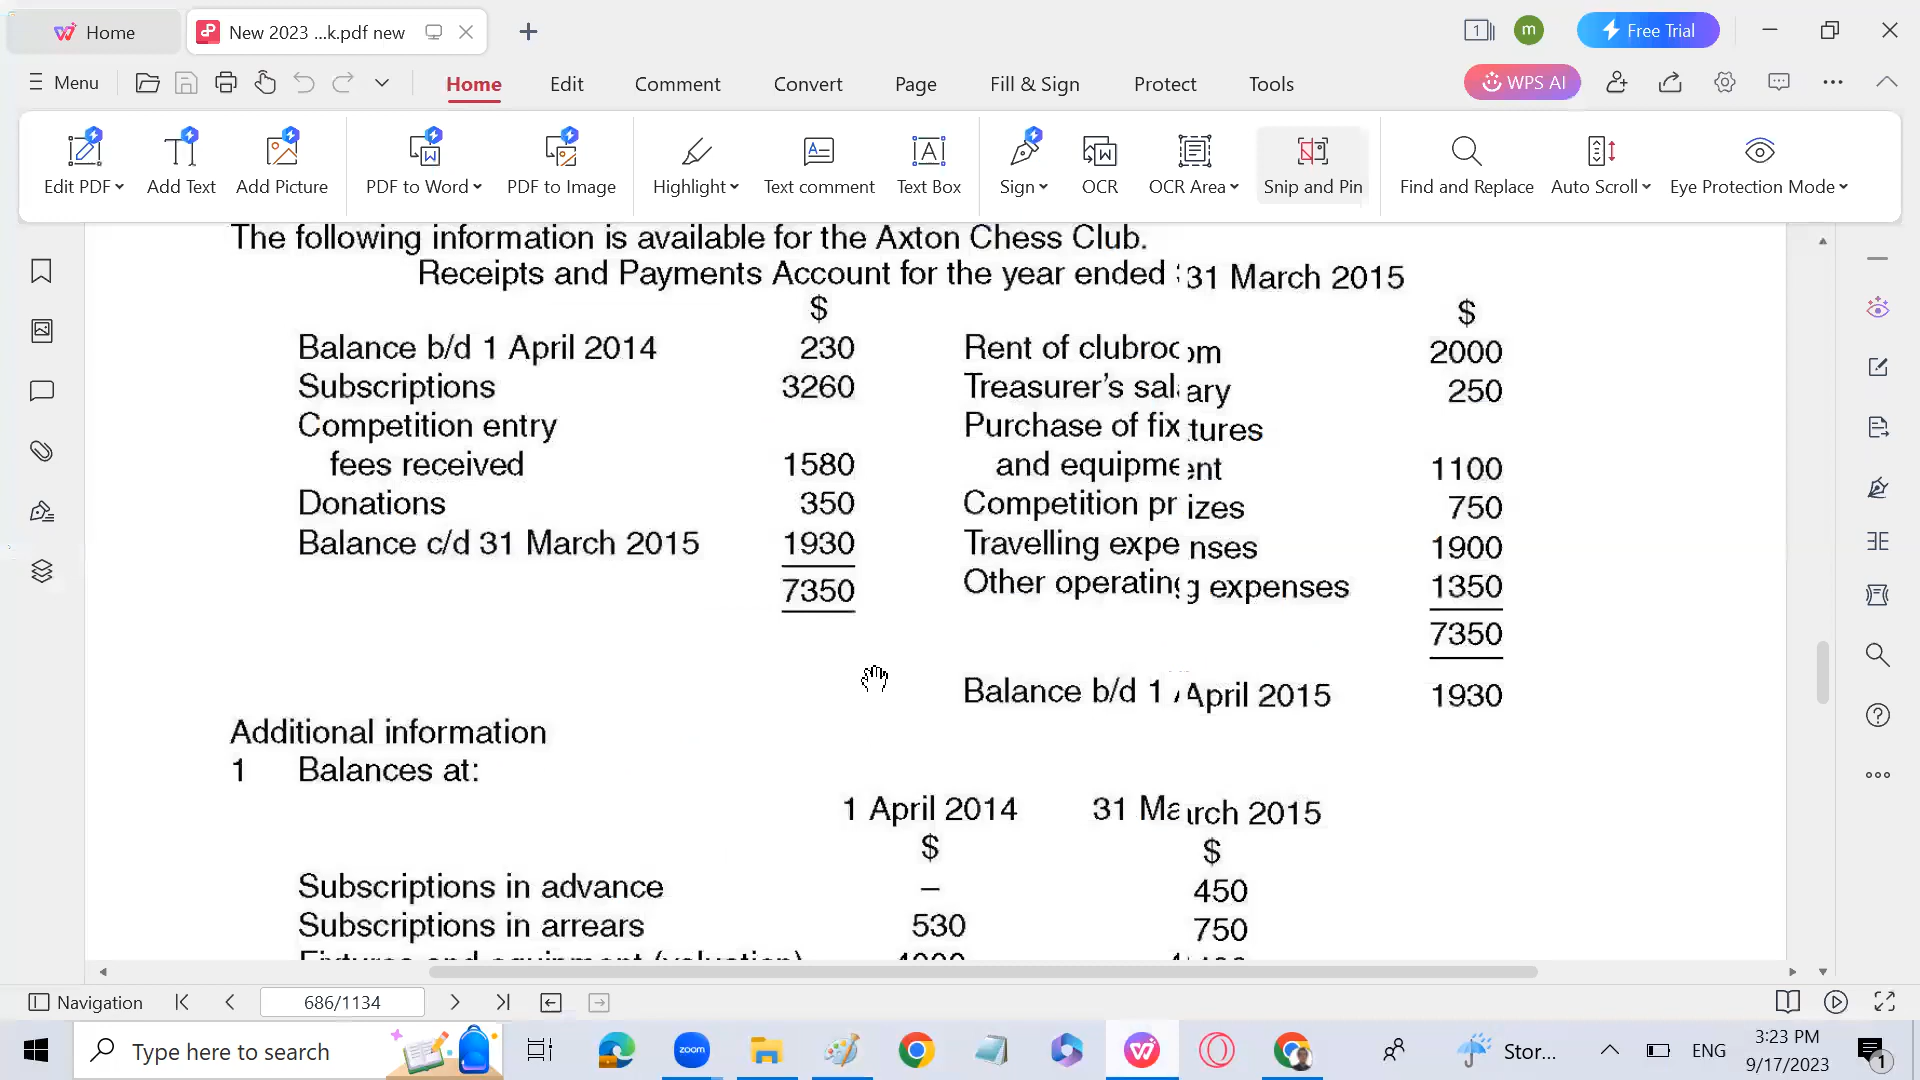 Home
New 2023 ...k.pdf new
1
m
Free Trial
Menu
Home
Edit
Comment
Convert
Page
Fill & Sign
Protect
Tools
WPS AI
Edit PDF
Add Text
Add Picture
PDF to Word
PDF to Image
Highlight
Text comment
Text Box
Sign
OCR
OCR Area
Snip and Pin
Find and Replace
Auto Scroll
Eye Protection Mode
The following information is available for the Axton Chess Club.
Receipts and Payments Account for the year ended 31 March 2015
$ $
Balance b/d 1 April 2014 230 Rent of clubroom 2000
Subscriptions 3260 Treasurer's salary 250
Competition entry Purchase of fixtures
fees received 1580 and equipment 1100
Donations 350 Competition prizes 750
Balance c/d 31 March 2015 1930 Travelling expenses 1900
7350 Other operating expenses 1350
7350
Balance b/d 1 April 2015 1930
Additional information
1 Balances at:
1 April 2014 31 March 2015
$ $
Subscriptions in advance – 450
Subscriptions in arrears 530 750
Fixtures and equipment (valuation) 4000
Navigation
686/1134
Type here to search
zoom
Stor...
ENG
3:23 PM
9/17/2023
1